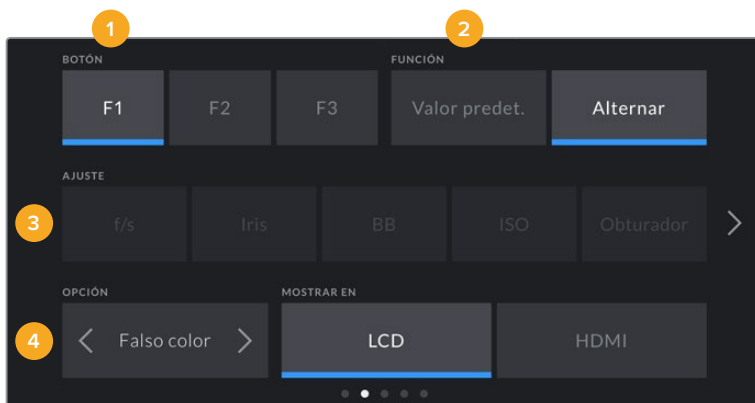 1 2
BOTÓN FUNCIÓN
F1 F2 F3 Valor predet. Alternar
AJUSTE
3 f/s Iris BB ISO Obturador
OPCIÓN MOSTRAR EN
4 Falso color LCD HDMI